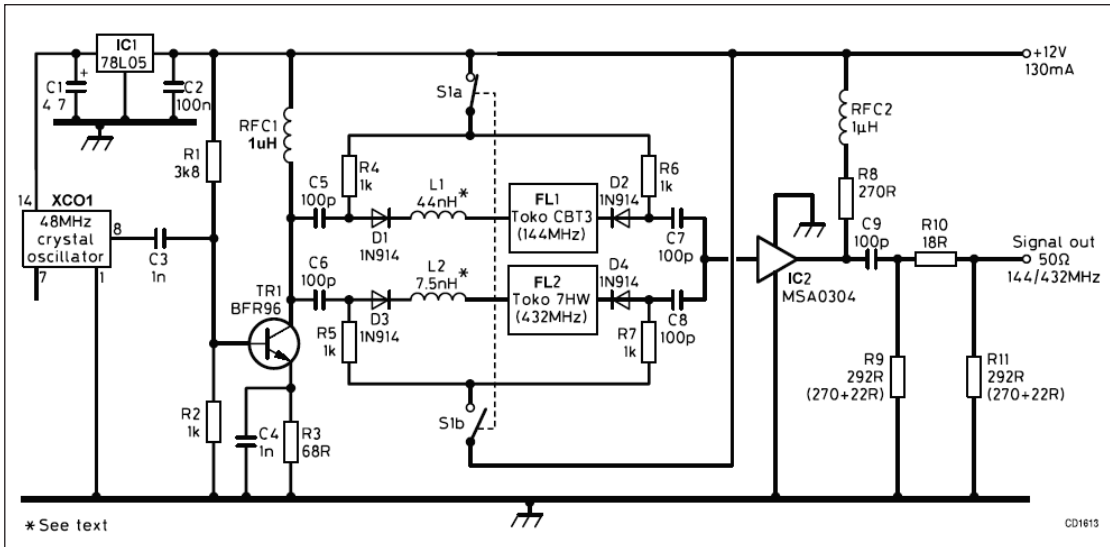 IC1
78L05
C1
4 7
+
C2
100n
RFC1
1uH
S1a
+12V
130mA
RFC2
1µH
R1
3k8
R4
1k
R6
1k
R8
270R
C5
100p
L1
44nH*
FL1
Toko CBT3
(144MHz)
D2
1N914
D1
1N914
C7
100p
C9
100p
R10
18R
Signal out
50Ω
144/432MHz
14
XCO1
48MHz
crystal
oscillator
8
7
1
C3
1n
C6
100p
L2
7.5nH*
FL2
Toko 7HW
(432MHz)
D4
1N914
D3
1N914
C8
100p
IC2
MSA0304
TR1
BFR96
R5
1k
R7
1k
R9
292R
(270+22R)
R11
292R
(270+22R)
R2
1k
C4
1n
R3
68R
S1b
*See text
CD1613